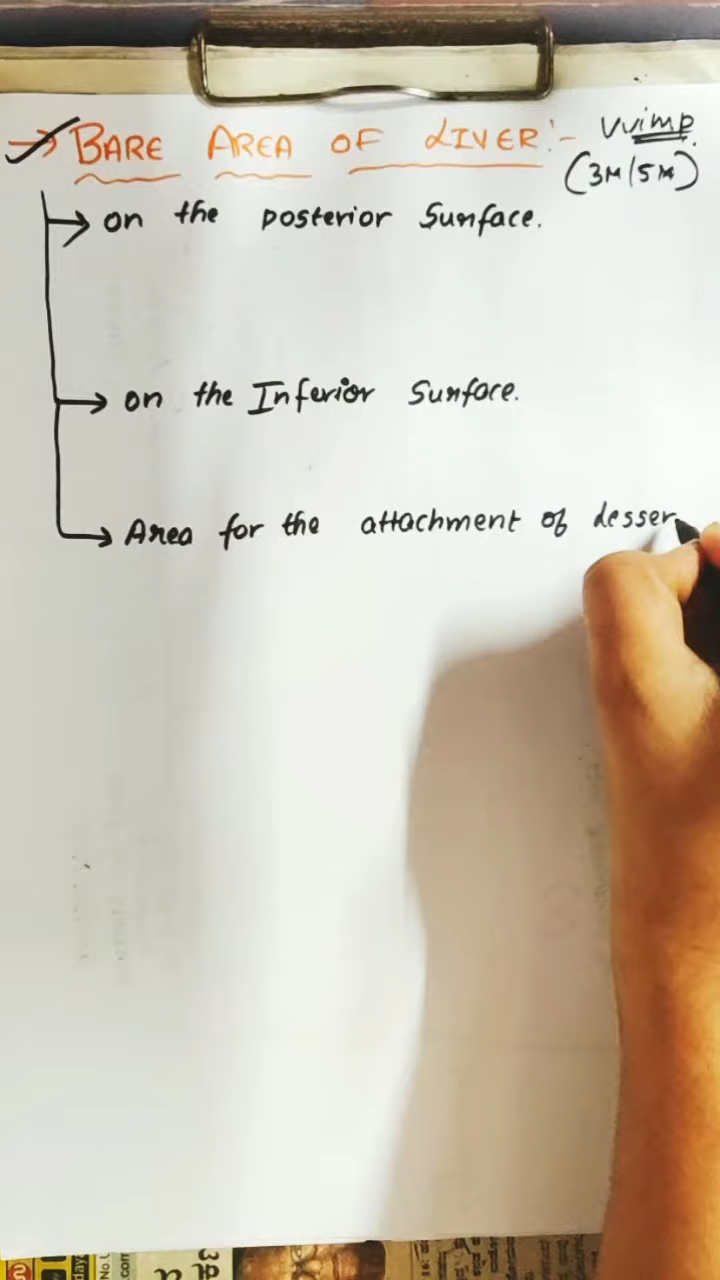 → BARE AREA OF LIVER:- VVimp.
(3M/5M)
→ on the posterior Surface.
→ on the Inferior Surface.
→ Area for the attachment of Lesser